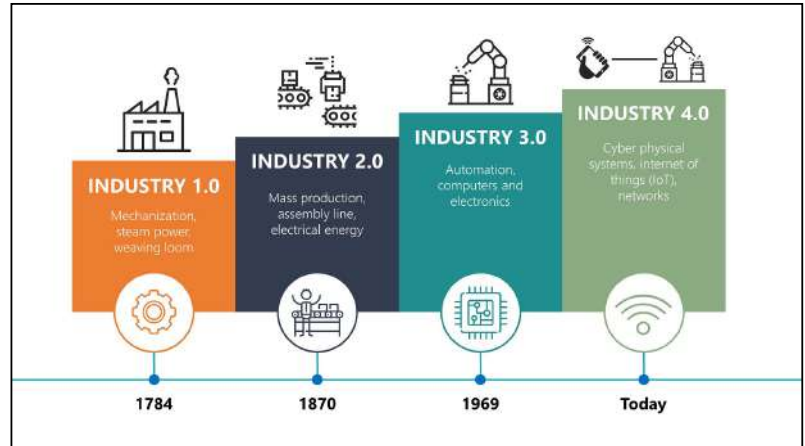 INDUSTRY 1.0
Mechanization,
steam power,
weaving loom
INDUSTRY 2.0
Mass production,
assembly line,
electrical energy
INDUSTRY 3.0
Automation,
computers and
electronics
INDUSTRY 4.0
Cyber physical
systems, internet of
things (IoT),
networks
1784
1870
1969
Today